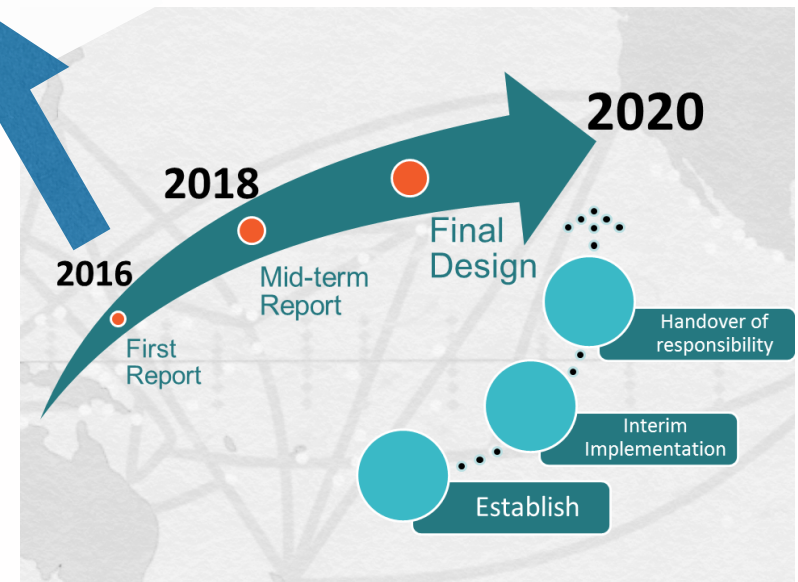 2020
2018
Final
Design
2016
Mid-term
Report
First
Report
Handover of
responsibility
Interim
Implementation
Establish